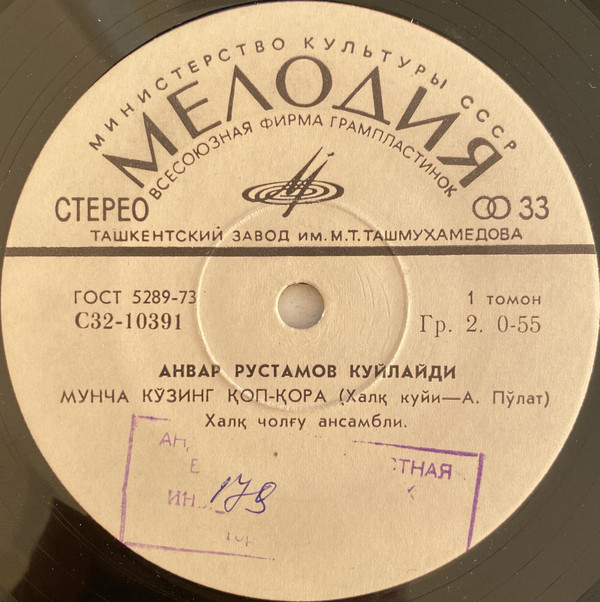 МИНИСТЕРСТВО КУЛЬТУРЫ СССР
МЕЛОДИЯ
ВСЕСОЮЗНАЯ ФИРМА ГРАМПЛАСТИНОК
СТЕРЕО 33
ТАШКЕНТСКИЙ ЗАВОД ИМ. М. Т. ТАШМУХАМЕДОВА
ГОСТ 5289-73 1 томон
С32-10391 Гр. 2. 0-55
АНВАР РУСТАМОВ КУЙЛАЙДИ
МУНЧА КЎЗИНГ ҚОП-ҚОРА (Халқ куйи—А. Пўлат)
Халқ чолғу ансамбли.
179